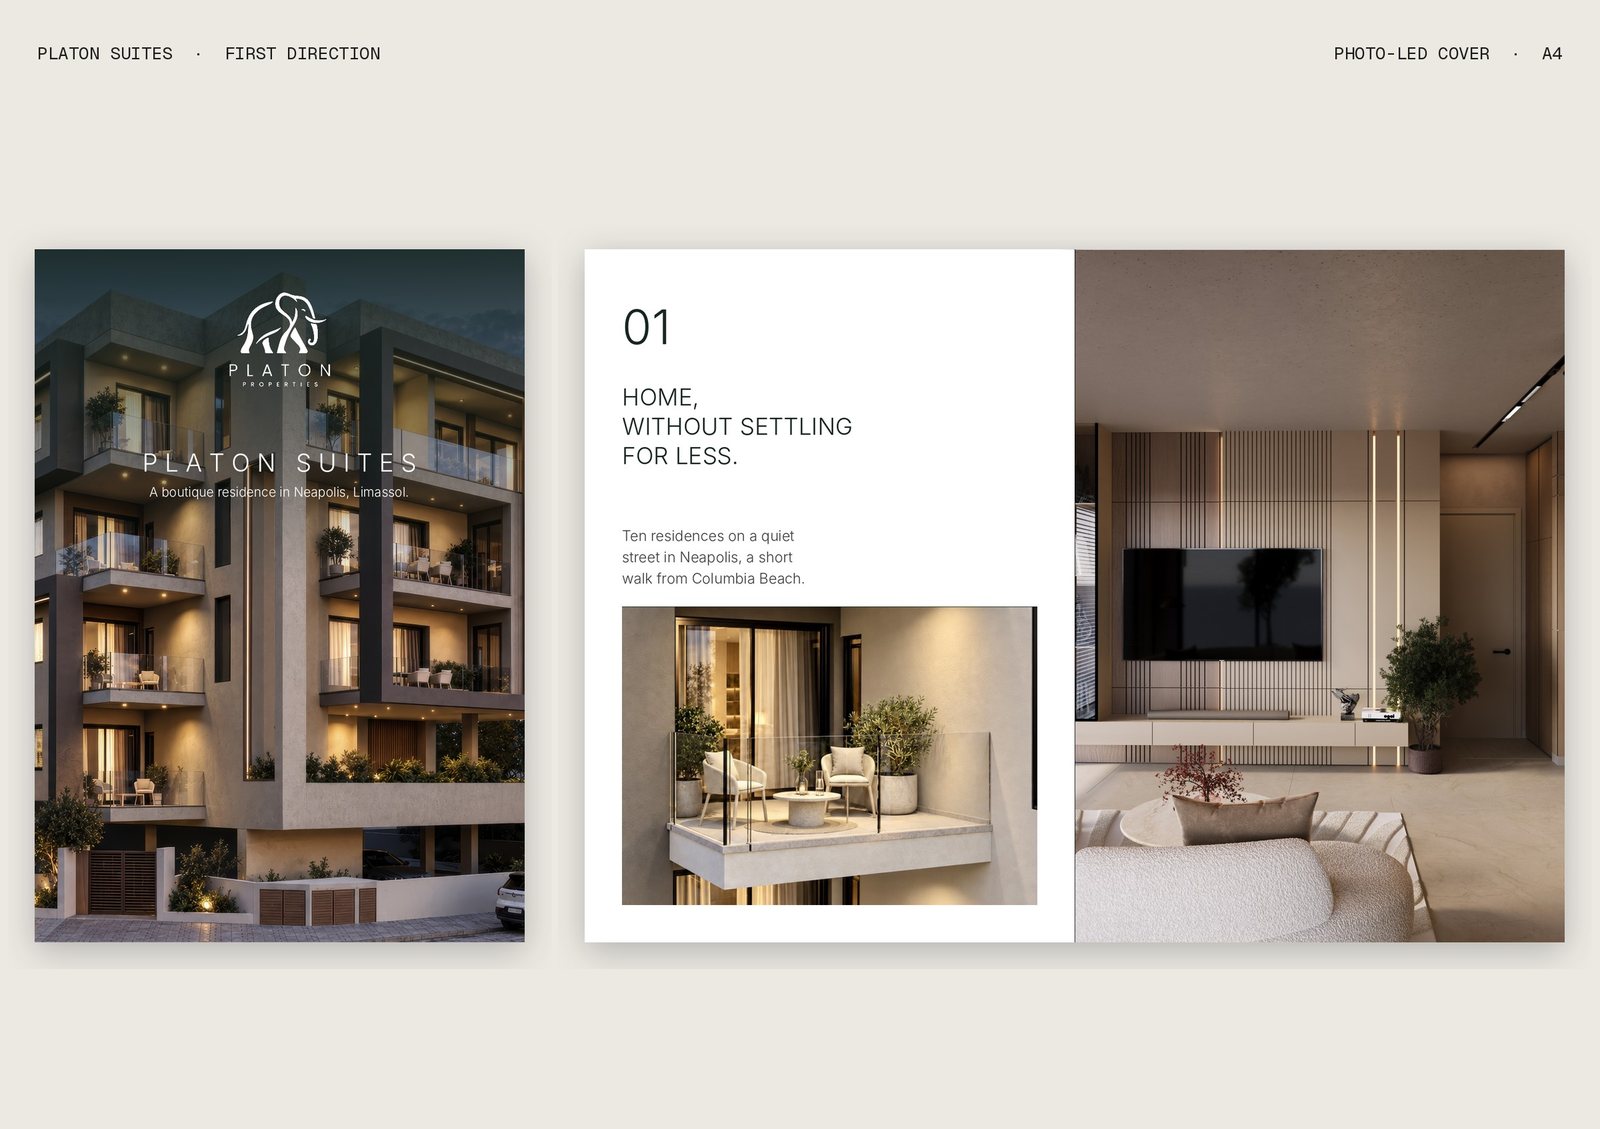 PLATON SUITES · FIRST DIRECTION
PHOTO-LED COVER · A4
PLATON
PROPERTIES
PLATON SUITES
A boutique residence in Neapolis, Limassol.
01
HOME,
WITHOUT SETTLING
FOR LESS.
Ten residences on a quiet
street in Neapolis, a short
walk from Columbia Beach.